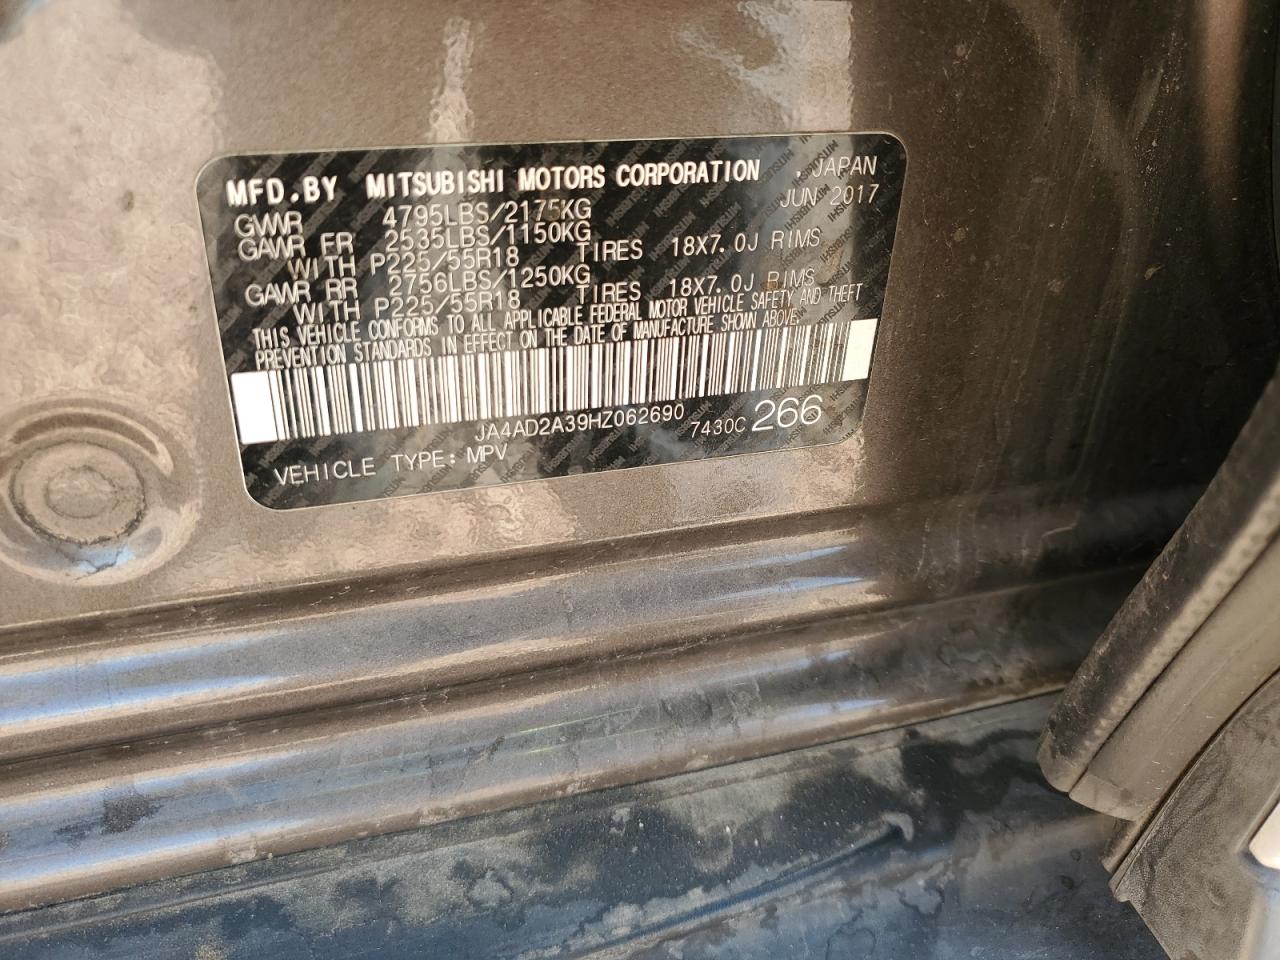 MFD.BY MITSUBISHI MOTORS CORPORATION , JAPAN
GVWR 4795LBS/2175KG JUN 2017
GAWR FR 2535LBS/1150KG
WITH P225/55R18 TIRES 18X7.0J RIMS
GAWR RR 2756LBS/1250KG
WITH P225/55R18 TIRES 18X7.0J RIMS
THIS VEHICLE CONFORMS TO ALL APPLICABLE FEDERAL MOTOR VEHICLE SAFETY AND THEFT
PREVENTION STANDARDS IN EFFECT ON THE DATE OF MANUFACTURE SHOWN ABOVE.
JA4AD2A39HZ062690 7430C 266
VEHICLE TYPE: MPV